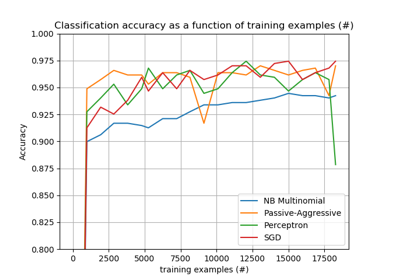 Classification accuracy as a function of training examples (#)
1.000
0.975
0.950
0.925
0.900
0.875
0.850
0.825
0.800
Accuracy
NB Multinomial
Passive-Aggressive
Perceptron
SGD
0 2500 5000 7500 10000 12500 15000 17500
training examples (#)